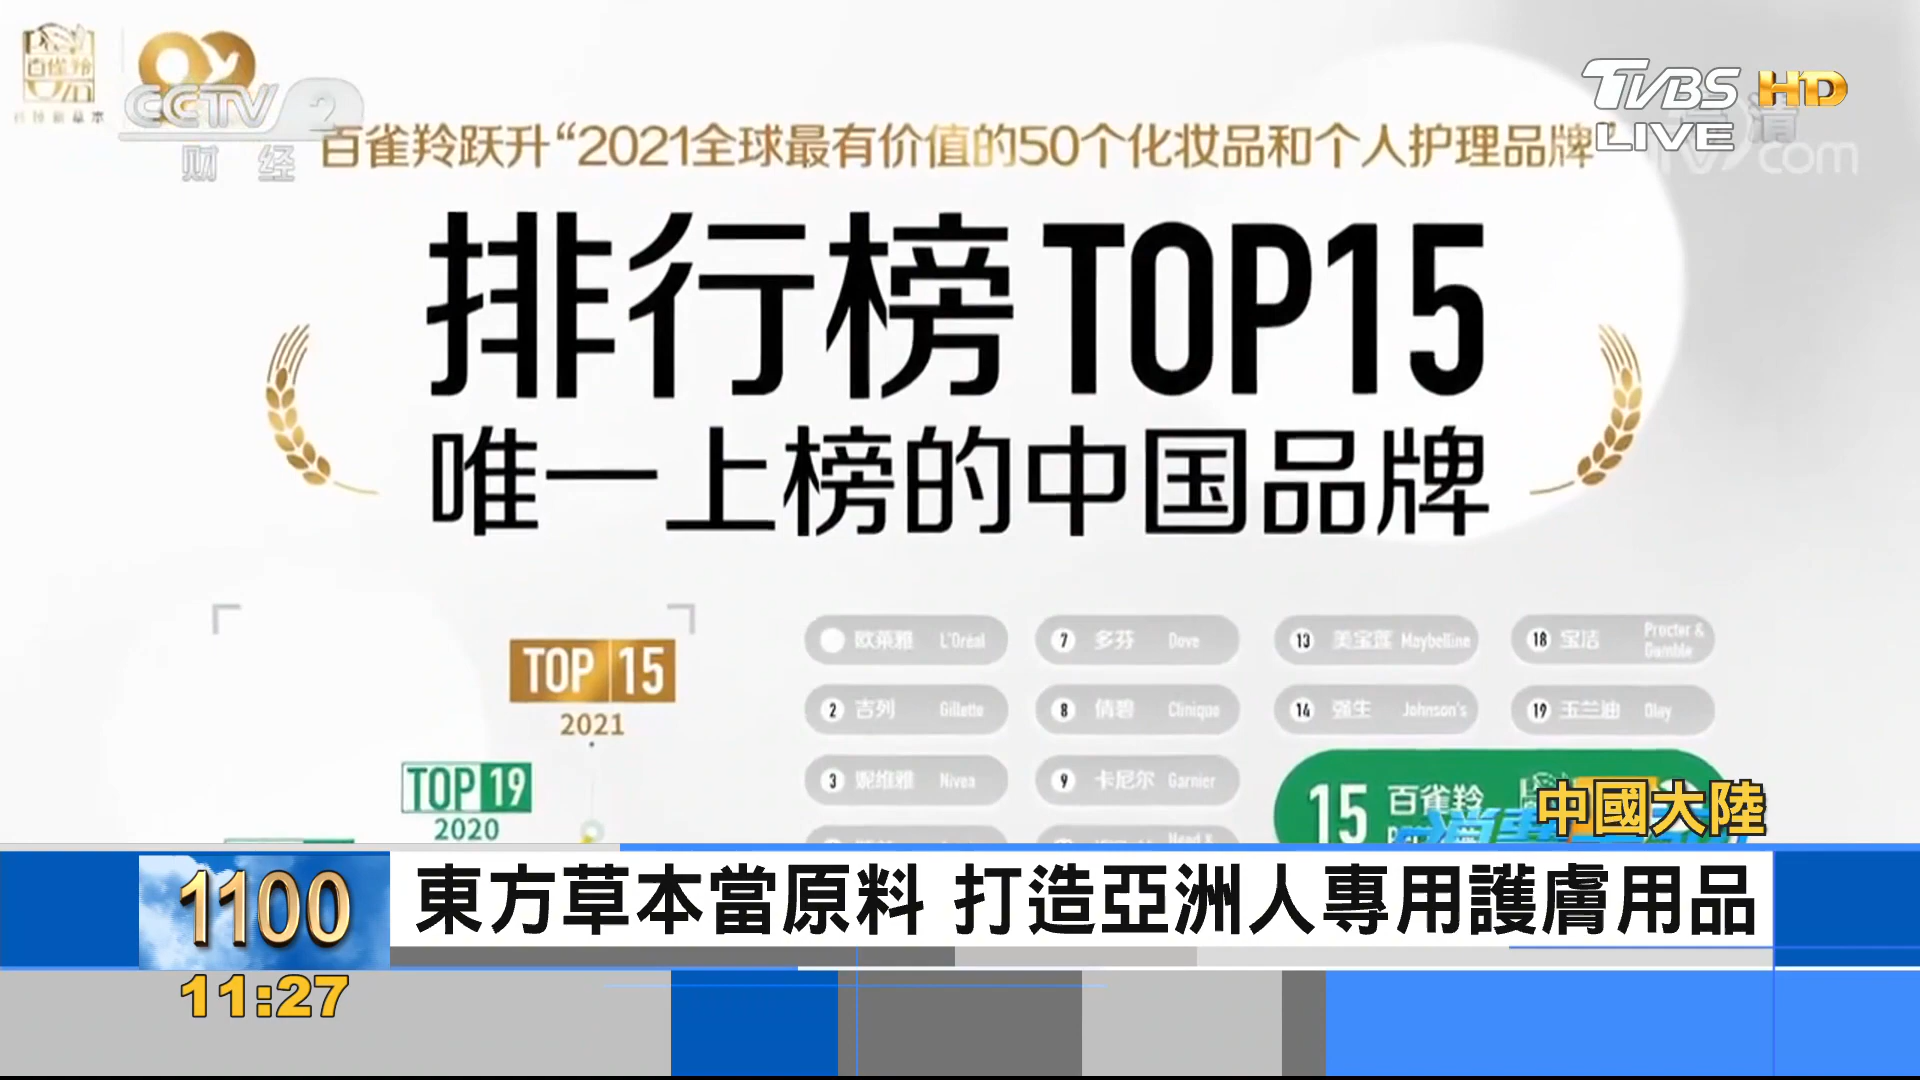 百雀羚
CCTV 2
财 经
TVBS HD
LIVE
百雀羚跃升“2021全球最有价值的50个化妆品和个人护理品牌”
排行榜TOP15
唯一上榜的中国品牌
TOP 15
2021
TOP 19
2020
欧莱雅 L'Oréal
2 吉列 Gillette
3 妮维雅 Nivea
7 多芬 Dove
8 倩碧 Clinique
9 卡尼尔 Garnier
13 美宝莲 Maybelline
14 强生 Johnson's
15 百雀羚
18 宝洁 Procter & Gamble
19 玉兰油 Olay
中國大陸
1100
東方草本當原料 打造亞洲人專用護膚用品
11:27